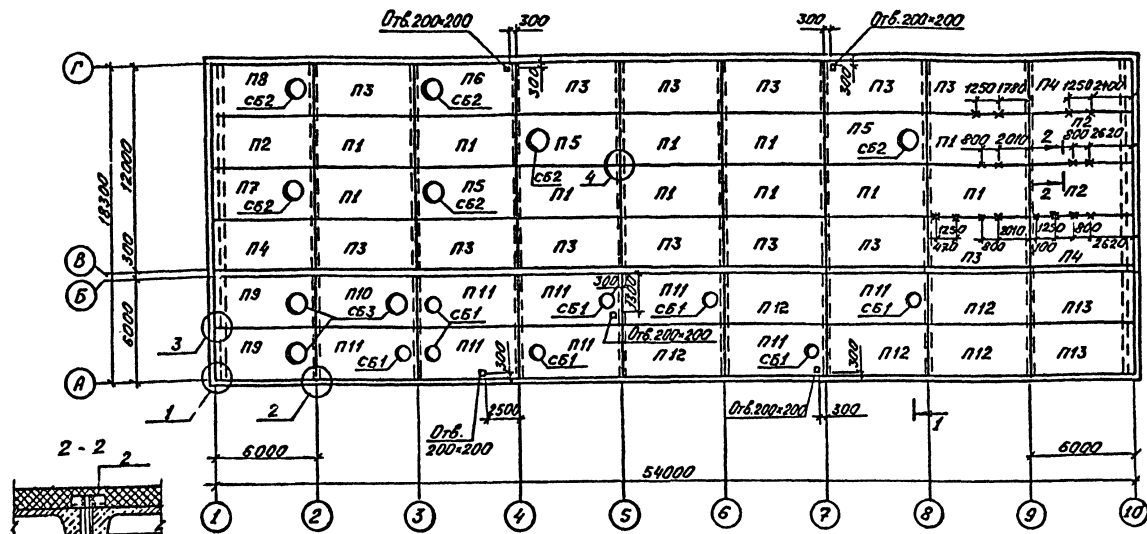 Отв.200×200 300 300 Отв.200×200
Г
П8 П3 П6 П3 П3 П3 П3 П3 1250 1780 П4 1250 2100
сб2 сб2 300 300
П2 П1 П1 П5 П1 П1 П5 П1 800 2010 П2 2 800 2620
сб2 4 сб2
П7 П1 П5 П1 П1 П1 П1 П1 2 П2
сб2 сб2
1250 2010 1250 800
П4 П3 П3 П3 П3 П3 П3 470 800 П3 100 П4 2620
18300 12000 300 6000
В
Б
П9 П10 П11 П11 300 1300 П11 П12 П11 П12 П13
сб3 сб1 сб1 сб1 сб1
Отв.200×200
3
П9 П11 П11 П11 П12 П11 П12 П12 П13
сб1 сб1 300 сб1 300
А
1 2 2500 Отв.200×200 300 1
Отв.
200×200
6000 6000
54000
2-2 2
1 2 3 4 5 6 7 8 9 10